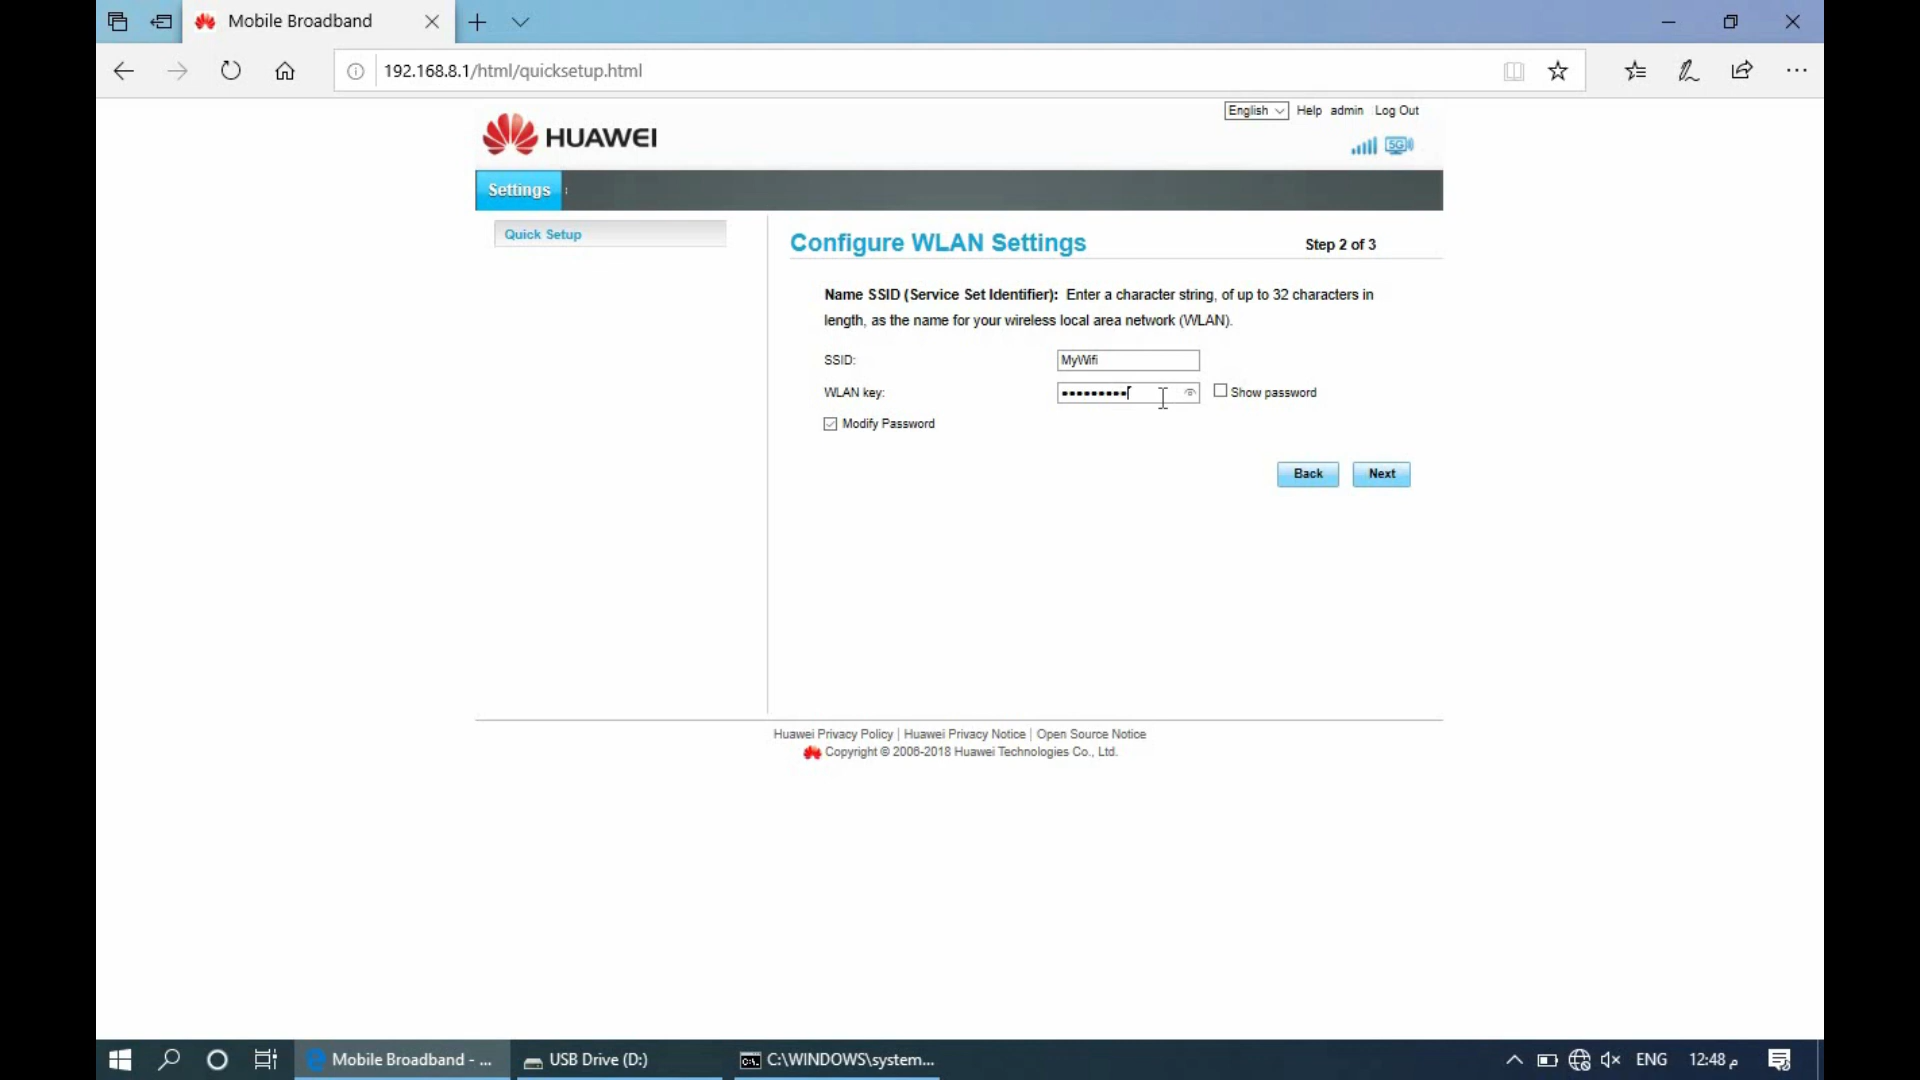 Mobile Broadband
192.168.8.1/html/quicksetup.html
English Help admin Log Out
HUAWEI
5G
Settings
Quick Setup
Configure WLAN Settings
Step 2 of 3
Name SSID (Service Set Identifier): Enter a character string, of up to 32 characters in
length, as the name for your wireless local area network (WLAN).
SSID: MyWifi
WLAN key: ••••••••• Show password
Modify Password
Back Next
Huawei Privacy Policy | Huawei Privacy Notice | Open Source Notice
Copyright © 2006-2018 Huawei Technologies Co., Ltd.
Mobile Broadband - ... USB Drive (D:) C:\WINDOWS\system... ENG 12:48 م